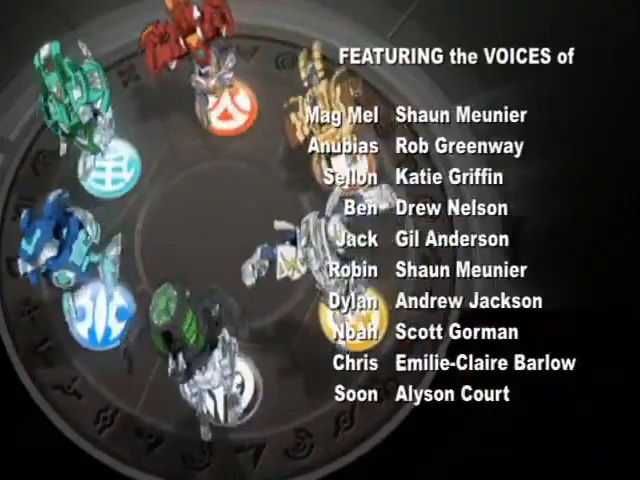 FEATURING the VOICES of
Mag Mel Shaun Meunier
Anubias Rob Greenway
Sellon Katie Griffin
Ben Drew Nelson
Jack Gil Anderson
Robin Shaun Meunier
Dylan Andrew Jackson
Noah Scott Gorman
Chris Emilie-Claire Barlow
Soon Alyson Court